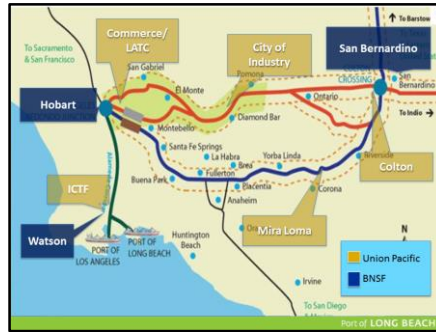 To Barstow
To Sacramento
& San Francisco
Commerce/
LATC
City of
Industry
San Bernardino
CROSSING
San Gabriel
Pomona
San
Bernardino
El Monte
Ontario
Hobart
To Indio
Montebello
Diamond Bar
Colton
Santa Fe Springs
La Habra
Riverside
ICTF
Brea
Yorba Linda
Buena Park
Fullerton
Placentia
Corona
Anaheim
Mira Loma
Watson
PORT OF
LOS ANGELES
PORT OF
LONG BEACH
Huntington
Beach
Union Pacific
BNSF
Irvine
To San Diego
Port of LONG BEACH